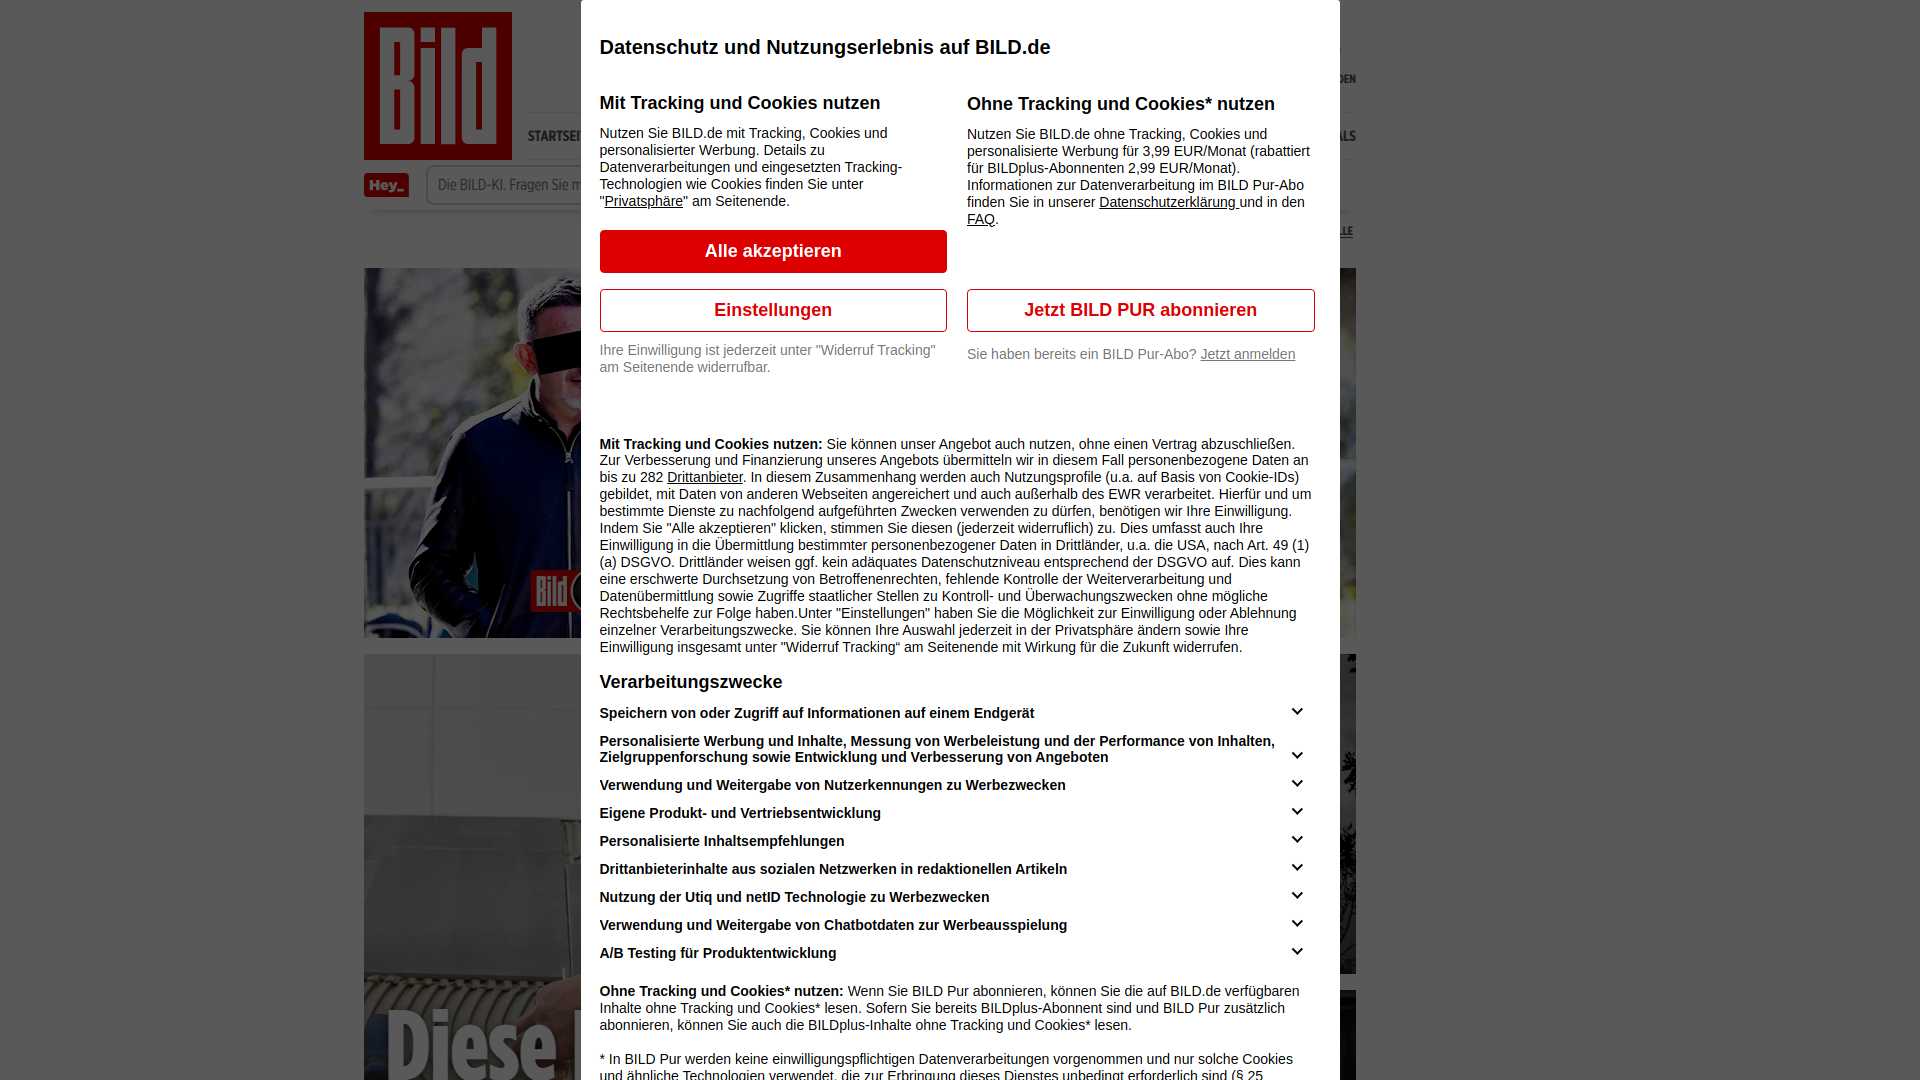 Bild
STARTSEI
Hey_
Die BILD-KI. Fragen Sie m
Datenschutz und Nutzungserlebnis auf BILD.de
Mit Tracking und Cookies nutzen
Nutzen Sie BILD.de mit Tracking, Cookies und
personalisierter Werbung. Details zu
Datenverarbeitungen und eingesetzten Tracking-
Technologien wie Cookies finden Sie unter
"Privatsphäre" am Seitenende.
Alle akzeptieren
Einstellungen
Ihre Einwilligung ist jederzeit unter "Widerruf Tracking"
am Seitenende widerrufbar.
Ohne Tracking und Cookies* nutzen
Nutzen Sie BILD.de ohne Tracking, Cookies und
personalisierte Werbung für 3,99 EUR/Monat (rabattiert
für BILDplus-Abonnenten 2,99 EUR/Monat).
Informationen zur Datenverarbeitung im BILD Pur-Abo
finden Sie in unserer Datenschutzerklärung und in den
FAQ.
Jetzt BILD PUR abonnieren
Sie haben bereits ein BILD Pur-Abo? Jetzt anmelden
DEN
ALS
LLE
Bild
Mit Tracking und Cookies nutzen: Sie können unser Angebot auch nutzen, ohne einen Vertrag abzuschließen.
Zur Verbesserung und Finanzierung unseres Angebots übermitteln wir in diesem Fall personenbezogene Daten an
bis zu 282 Drittanbieter. In diesem Zusammenhang werden auch Nutzungsprofile (u.a. auf Basis von Cookie-IDs)
gebildet, mit Daten von anderen Webseiten angereichert und auch außerhalb des EWR verarbeitet. Hierfür und um
bestimmte Dienste zu nachfolgend aufgeführten Zwecken verwenden zu dürfen, benötigen wir Ihre Einwilligung.
Indem Sie "Alle akzeptieren" klicken, stimmen Sie diesen (jederzeit widerruflich) zu. Dies umfasst auch Ihre
Einwilligung in die Übermittlung bestimmter personenbezogener Daten in Drittländer, u.a. die USA, nach Art. 49 (1)
(a) DSGVO. Drittländer weisen ggf. kein adäquates Datenschutzniveau entsprechend der DSGVO auf. Dies kann
eine erschwerte Durchsetzung von Betroffenenrechten, fehlende Kontrolle der Weiterverarbeitung und
Datenübermittlung sowie Zugriffe staatlicher Stellen zu Kontroll- und Überwachungszwecken ohne mögliche
Rechtsbehelfe zur Folge haben.Unter "Einstellungen" haben Sie die Möglichkeit zur Einwilligung oder Ablehnung
einzelner Verarbeitungszwecke. Sie können Ihre Auswahl jederzeit in der Privatsphäre ändern sowie Ihre
Einwilligung insgesamt unter "Widerruf Tracking“ am Seitenende mit Wirkung für die Zukunft widerrufen.
Verarbeitungszwecke
Speichern von oder Zugriff auf Informationen auf einem Endgerät
Personalisierte Werbung und Inhalte, Messung von Werbeleistung und der Performance von Inhalten,
Zielgruppenforschung sowie Entwicklung und Verbesserung von Angeboten
Verwendung und Weitergabe von Nutzerkennungen zu Werbezwecken
Eigene Produkt- und Vertriebsentwicklung
Personalisierte Inhaltsempfehlungen
Drittanbieterinhalte aus sozialen Netzwerken in redaktionellen Artikeln
Nutzung der Utiq und netID Technologie zu Werbezwecken
Verwendung und Weitergabe von Chatbotdaten zur Werbeausspielung
A/B Testing für Produktentwicklung
Ohne Tracking und Cookies* nutzen: Wenn Sie BILD Pur abonnieren, können Sie die auf BILD.de verfügbaren
Inhalte ohne Tracking und Cookies* lesen. Sofern Sie bereits BILDplus-Abonnent sind und BILD Pur zusätzlich
abonnieren, können Sie auch die BILDplus-Inhalte ohne Tracking und Cookies* lesen.
* In BILD Pur werden keine einwilligungspflichtigen Datenverarbeitungen vorgenommen und nur solche Cookies
und ähnliche Technologien verwendet, die zur Erbringung dieses Dienstes unbedingt erforderlich sind (§ 25
Diese